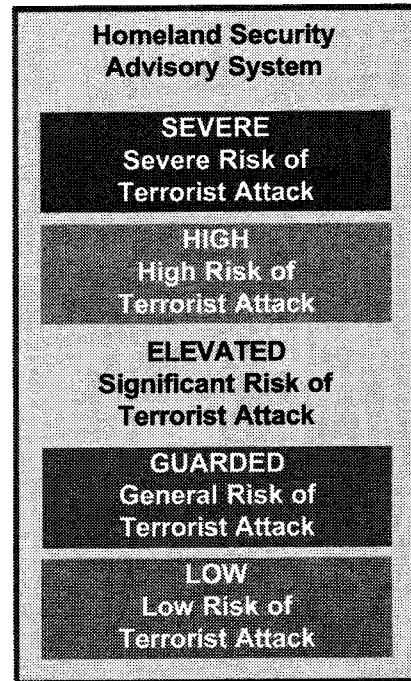 Homeland Security
Advisory System
SEVERE
Severe Risk of
Terrorist Attack
HIGH
High Risk of
Terrorist Attack
ELEVATED
Significant Risk of
Terrorist Attack
GUARDED
General Risk of
Terrorist Attack
LOW
Low Risk of
Terrorist Attack